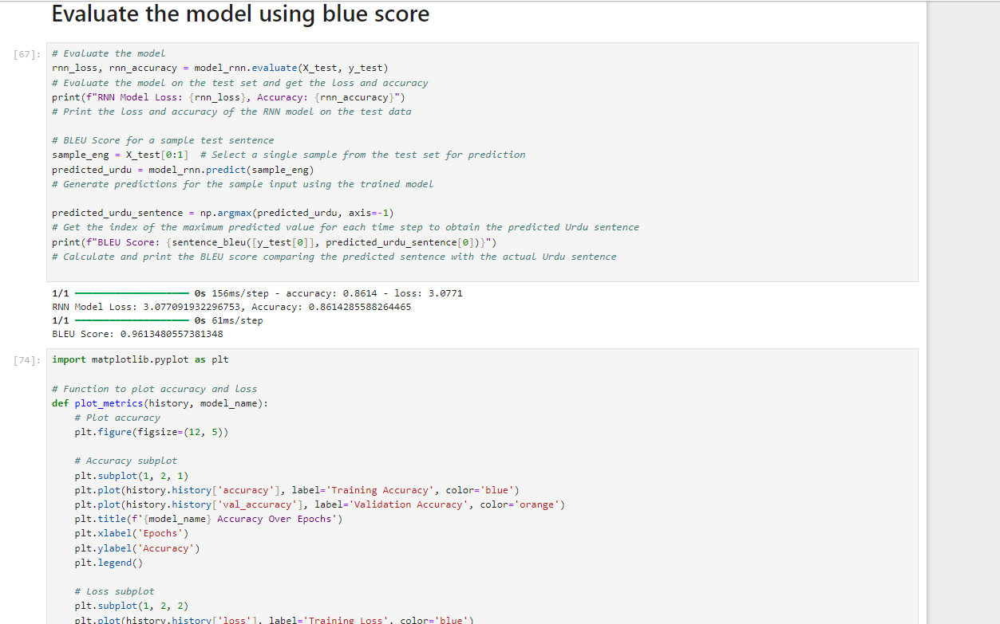 Evaluate the model using blue score
[67]:
# Evaluate the model
rnn_loss, rnn_accuracy = model_rnn.evaluate(X_test, y_test)
# Evaluate the model on the test set and get the loss and accuracy
print(f"RNN Model Loss: {rnn_loss}, Accuracy: {rnn_accuracy}")
# Print the loss and accuracy of the RNN model on the test data
# BLEU Score for a sample test sentence
sample_eng = X_test[0:1]  # Select a single sample from the test set for prediction
predicted_urdu = model_rnn.predict(sample_eng)
# Generate predictions for the sample input using the trained model
predicted_urdu_sentence = np.argmax(predicted_urdu, axis=-1)
# Get the index of the maximum predicted value for each time step to obtain the predicted Urdu sentence
print(f"BLEU Score: {sentence_bleu([y_test[0]], predicted_urdu_sentence[0])}")
# Calculate and print the BLEU score comparing the predicted sentence with the actual Urdu sentence
1/1 ━━━━━━━━━━━━━━━━━━━━ 0s 156ms/step - accuracy: 0.8614 - loss: 3.0771
RNN Model Loss: 3.077091932296753, Accuracy: 0.8614285588264465
1/1 ━━━━━━━━━━━━━━━━━━━━ 0s 61ms/step
BLEU Score: 0.9613480557381348
[74]:
import matplotlib.pyplot as plt
# Function to plot accuracy and loss
def plot_metrics(history, model_name):
    # Plot accuracy
    plt.figure(figsize=(12, 5))
    # Accuracy subplot
    plt.subplot(1, 2, 1)
    plt.plot(history.history['accuracy'], label='Training Accuracy', color='blue')
    plt.plot(history.history['val_accuracy'], label='Validation Accuracy', color='orange')
    plt.title(f'{model_name} Accuracy Over Epochs')
    plt.xlabel('Epochs')
    plt.ylabel('Accuracy')
    plt.legend()
    # Loss subplot
    plt.subplot(1, 2, 2)
    plt.plot(history.history['loss'], label='Training Loss', color='blue')